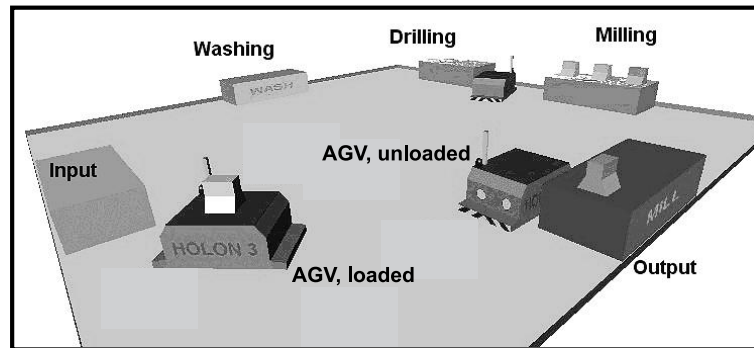 Drilling
Milling
Washing
WASH
AGV, unloaded
Input
HOLON 3
MILL
AGV, loaded
Output